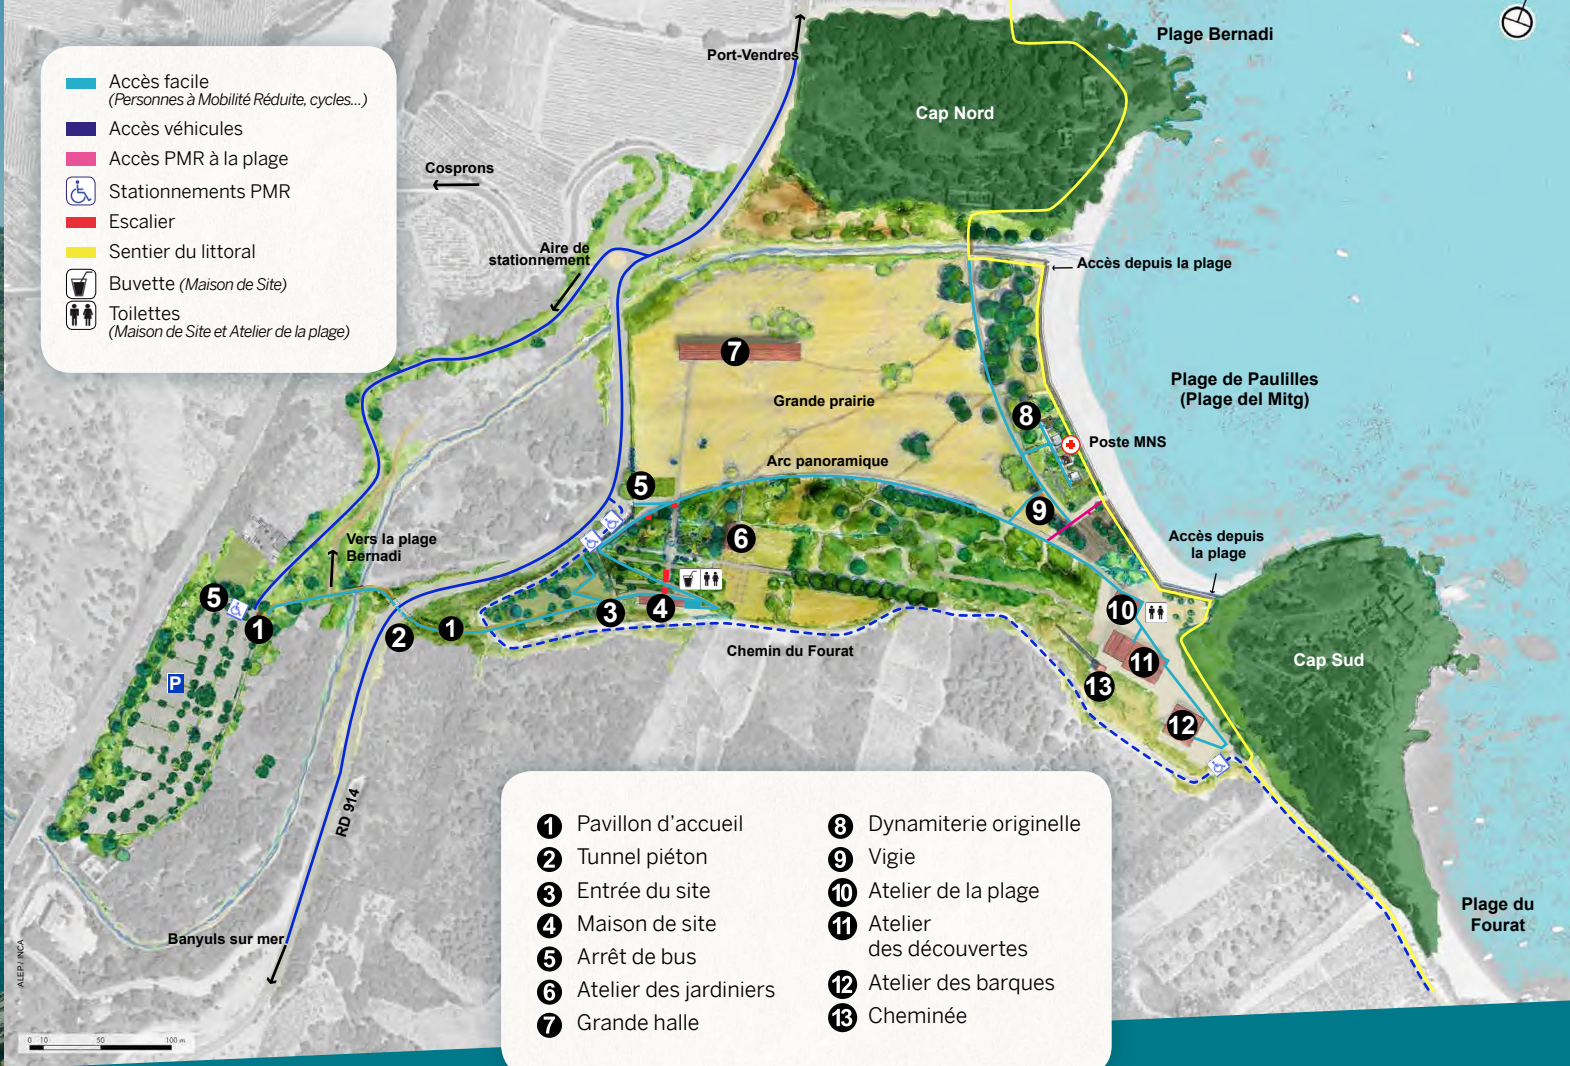 Accès facile
(Personnes à Mobilité Réduite, cycles...)
Accès véhicules
Accès PMR à la plage
Stationnements PMR
Escalier
Sentier du littoral
Buvette (Maison de Site)
Toilettes
(Maison de Site et Atelier de la plage)
Port-Vendres
Plage Bernadi
Cap Nord
Cosprons
Aire de
stationnement
Accès depuis la plage
7
Grande prairie
Plage de Paulilles
(Plage del Mitg)
8
Poste MNS
Arc panoramique
5
9
6
Vers la plage
Bernadi
Accès depuis
la plage
5
1
2
1
3
4
10
Chemin du Fourat
11
Cap Sud
P
13
12
RD 914
Banyuls sur mer
Plage du
Fourat
ALEP / INCA
0 10 50 100 m
1 Pavillon d'accueil
2 Tunnel piéton
3 Entrée du site
4 Maison de site
5 Arrêt de bus
6 Atelier des jardiniers
7 Grande halle
8 Dynamiterie originelle
9 Vigie
10 Atelier de la plage
11 Atelier
des découvertes
12 Atelier des barques
13 Cheminée